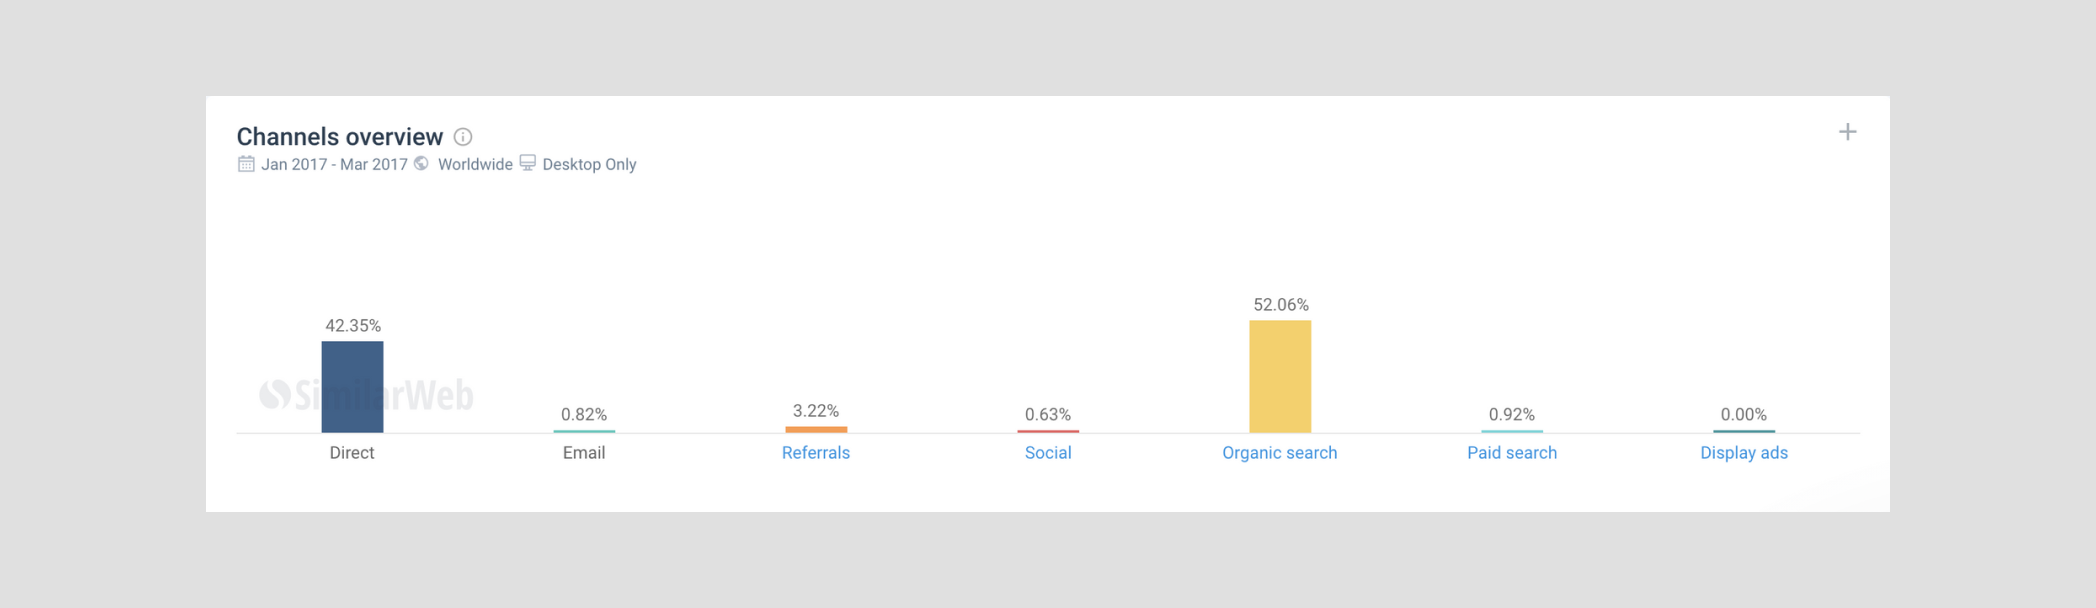 Channels overview
Jan 2017 - Mar 2017 Worldwide Desktop Only
52.06%
42.35%
SimilarWeb
0.82% 3.22% 0.63% 0.92% 0.00%
Direct Email Referrals Social Organic search Paid search Display ads